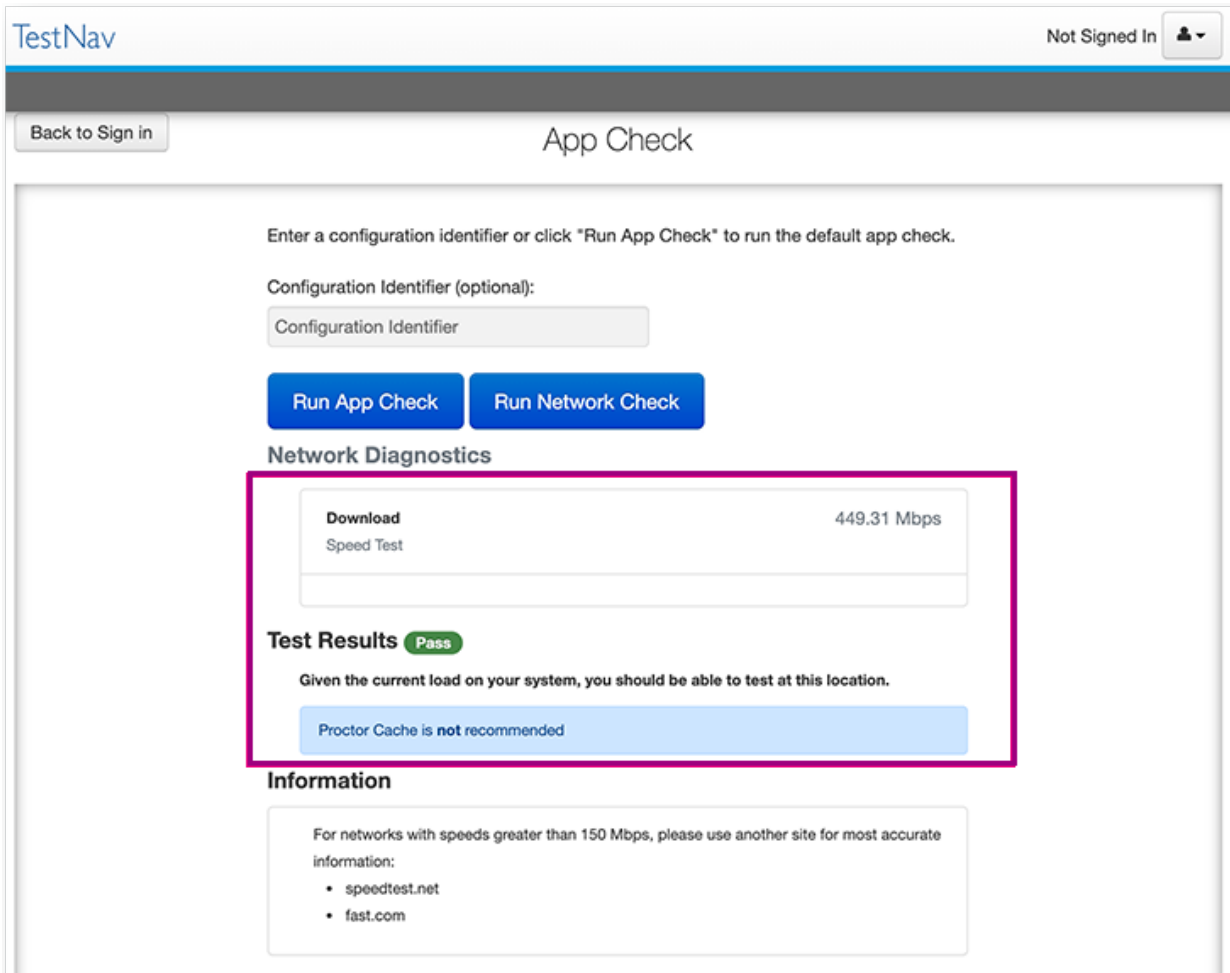 TestNav
Not Signed In
Back to Sign in
App Check
Enter a configuration identifier or click "Run App Check" to run the default app check.
Configuration Identifier (optional):
Configuration Identifier
Run App Check
Run Network Check
Network Diagnostics
Download
449.31 Mbps
Speed Test
Test Results Pass
Given the current load on your system, you should be able to test at this location.
Proctor Cache is not recommended
Information
For networks with speeds greater than 150 Mbps, please use another site for most accurate
information:
• speedtest.net
• fast.com